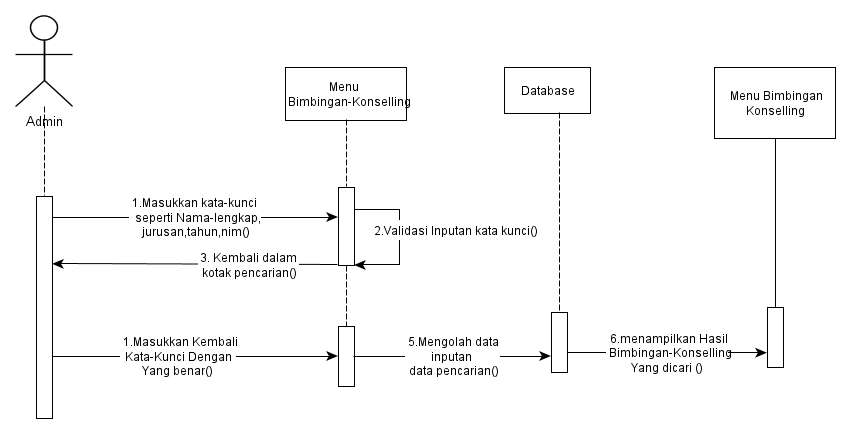 Admin
Menu
Bimbingan-Konselling
Database
Menu Bimbingan
Konselling
1.Masukkan kata-kunci
seperti Nama-lengkap,
jurusan,tahun,nim()
2.Validasi Inputan kata kunci()
3. Kembali dalam
kotak pencarian()
1.Masukkan Kembali
Kata-Kunci Dengan
Yang benar()
5.Mengolah data
inputan
data pencarian()
6.menampilkan Hasil
Bimbingan-Konselling
Yang dicari ()